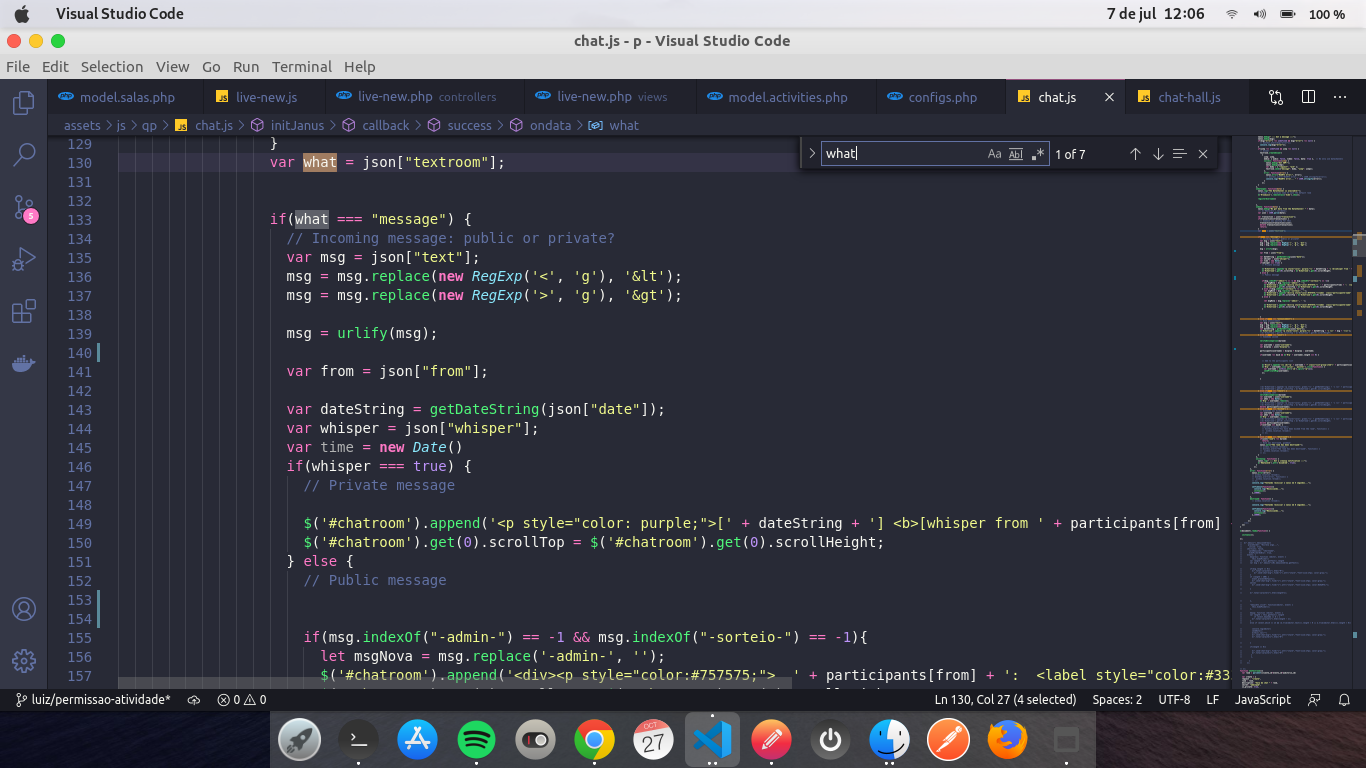 Visual Studio Code
7 de jul 12:06 100 %
chat.js - p - Visual Studio Code
File Edit Selection View Go Run Terminal Help
php model.salas.php JS live-new.js php live-new.php controllers php live-new.php views php model.activities.php php configs.php JS chat.js JS chat-hall.js
assets > js > qp > JS chat.js > initJanus > callback > success > ondata > what
what Aa Abl 1 of 7
129 }
130 var what = json["textroom"];
131
132
133 if(what === "message") {
134 // Incoming message: public or private?
135 var msg = json["text"];
136 msg = msg.replace(new RegExp('<', 'g'), '&lt');
137 msg = msg.replace(new RegExp('>', 'g'), '&gt');
138
139 msg = urlify(msg);
140
141 var from = json["from"];
142
143 var dateString = getDateString(json["date"]);
144 var whisper = json["whisper"];
145 var time = new Date()
146 if(whisper === true) {
147 // Private message
148
149 $('#chatroom').append('<p style="color: purple;">[' + dateString + '] <b>[whisper from ' + participants[from]
150 $('#chatroom').get(0).scrollTop = $('#chatroom').get(0).scrollHeight;
151 } else {
152 // Public message
153
154
155 if(msg.indexOf("-admin-") == -1 && msg.indexOf("-sorteio-") == -1){
156 let msgNova = msg.replace('-admin-', '');
157 $('#chatroom').append('<div><p style="color:#757575;"> ' + participants[from] + ': <label style="color:#33
luiz/permissao-atividade* 0 0 Ln 130, Col 27 (4 selected) Spaces: 2 UTF-8 LF JavaScript
OCT
27